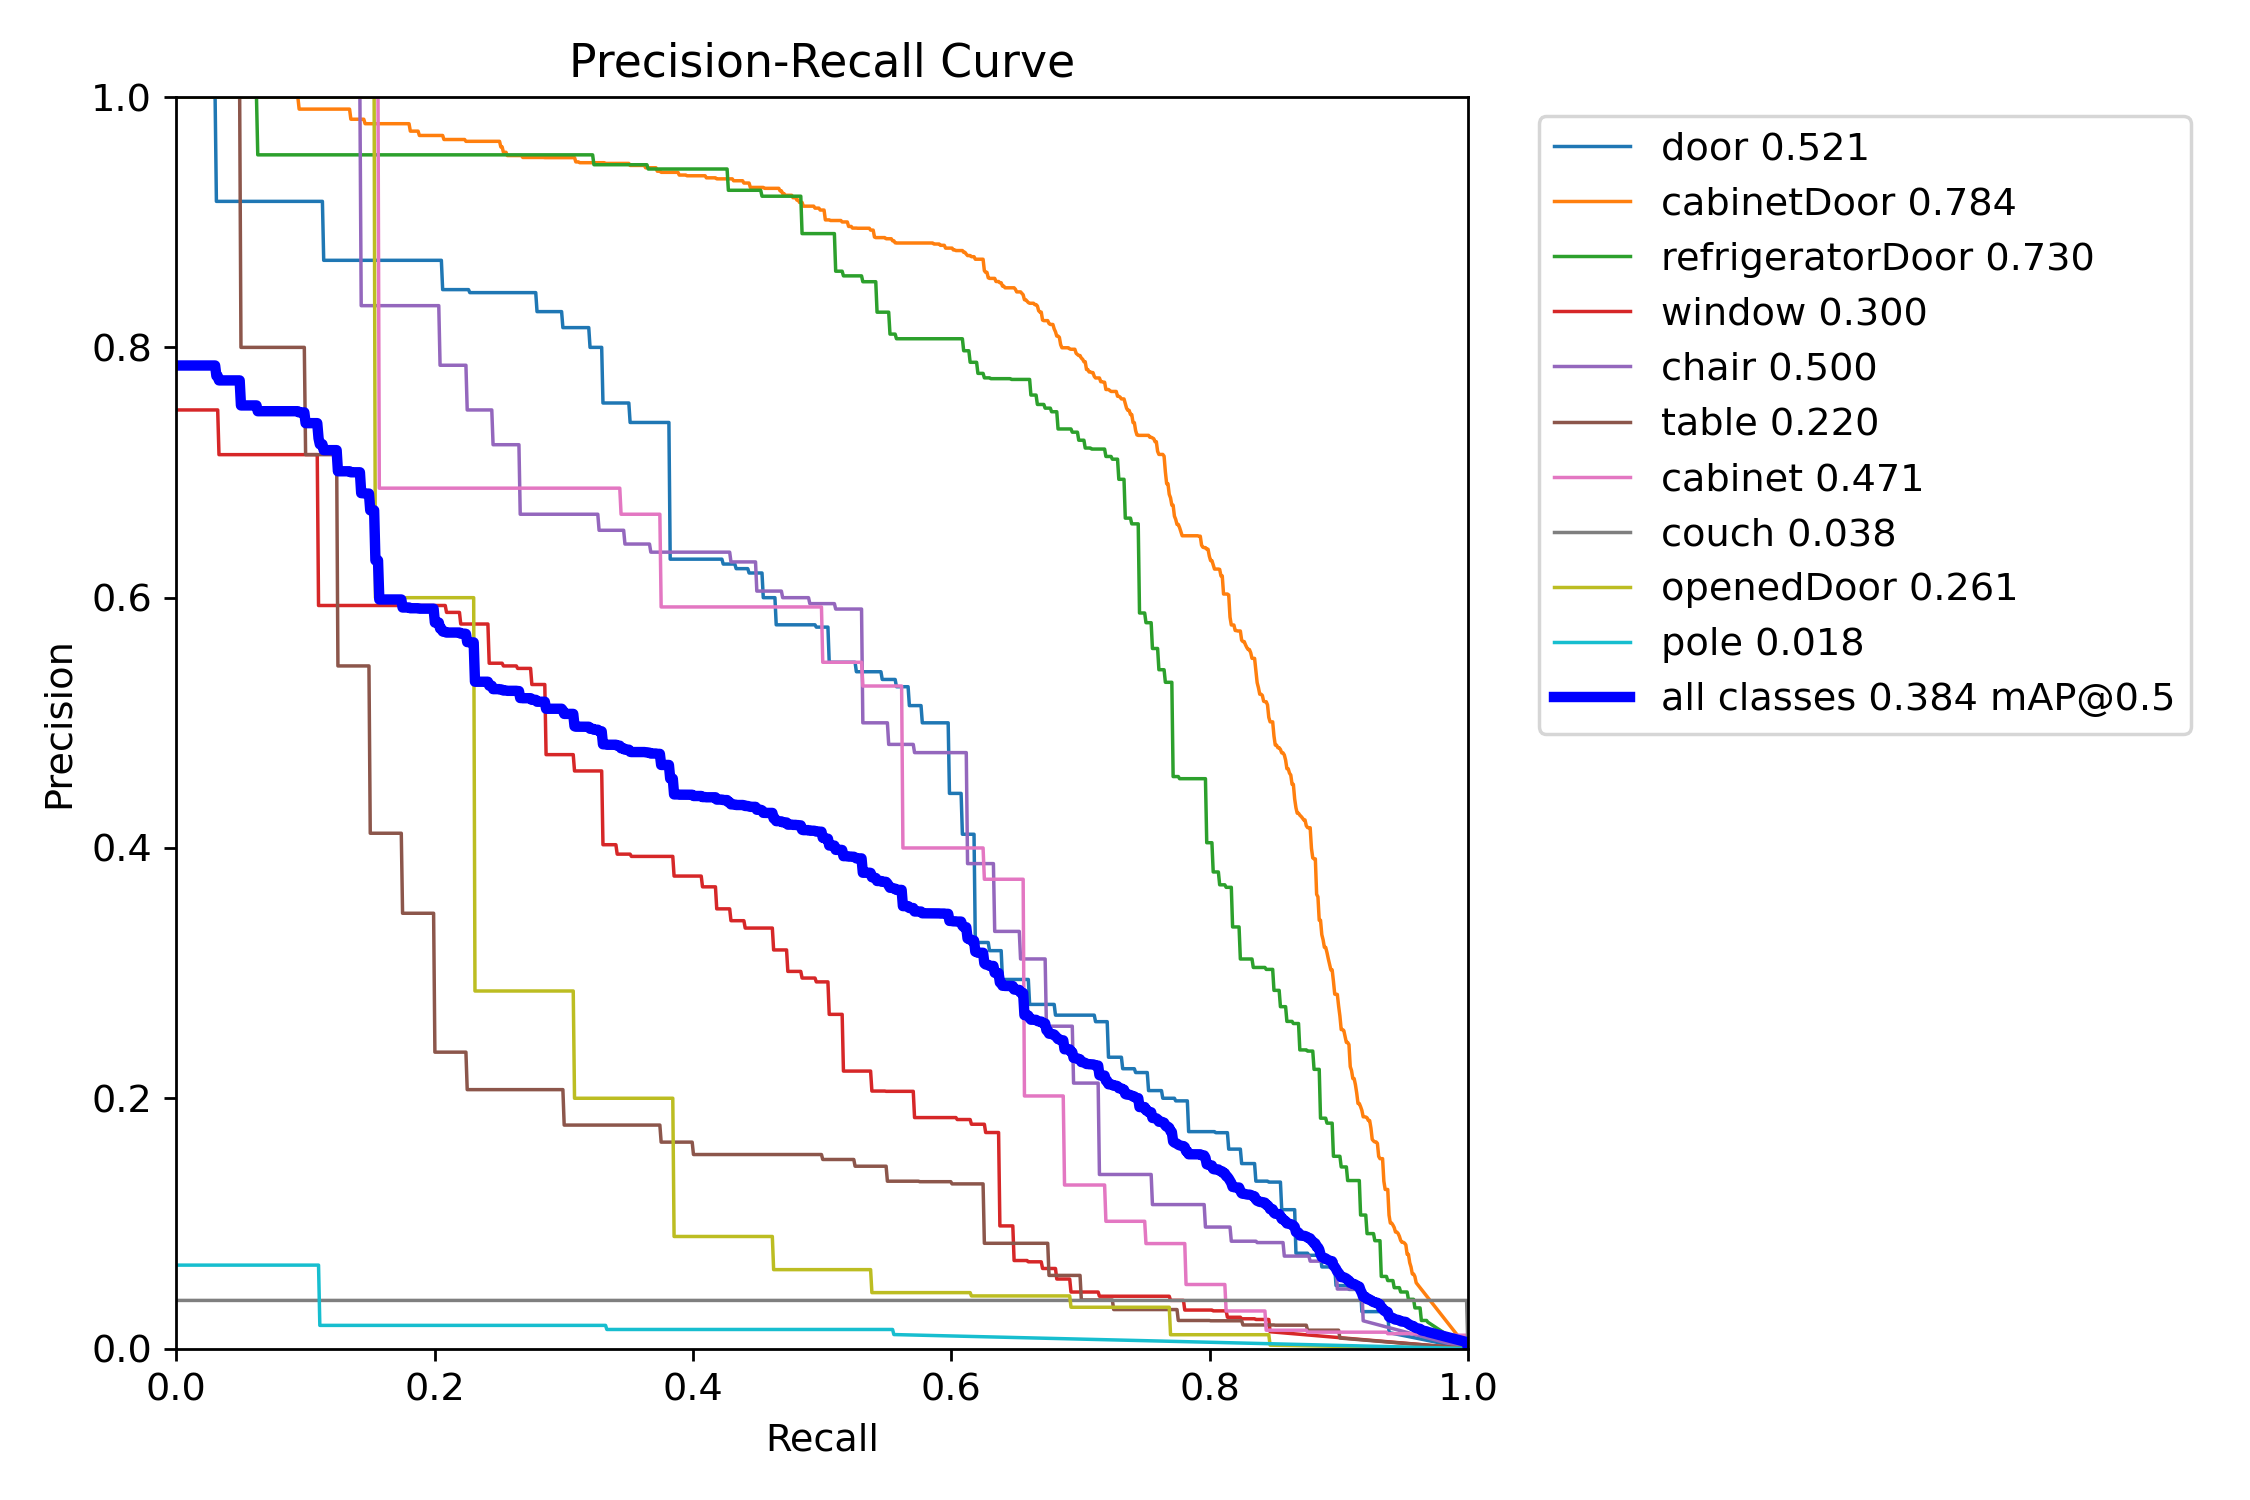 Precision-Recall Curve
1.0
0.8
0.6
0.4
0.2
0.0
Precision
0.0 0.2 0.4 0.6 0.8 1.0
Recall
door 0.521
cabinetDoor 0.784
refrigeratorDoor 0.730
window 0.300
chair 0.500
table 0.220
cabinet 0.471
couch 0.038
openedDoor 0.261
pole 0.018
all classes 0.384 mAP@0.5